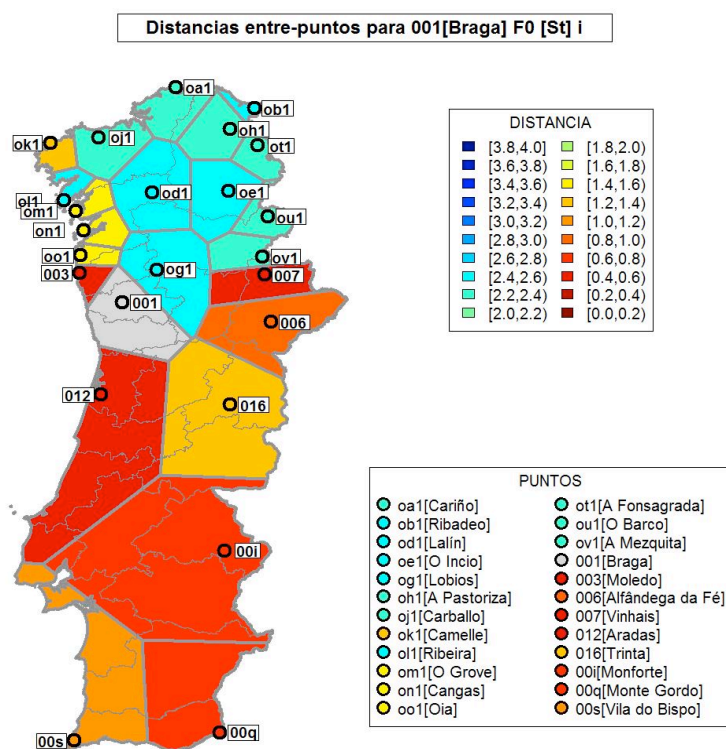 Distancias entre-puntos para 001[Braga] F0 [St] i
oa1
ob1
oh1
oj1
ok1
ot1
od1
oe1
ol1
om1
ou1
on1
oo1
ov1
og1
003
007
001
006
012
016
00i
00q
00s
DISTANCIA
[3.8,4.0] [1.8,2.0)
[3.6,3.8) [1.6,1.8)
[3.4,3.6) [1.4,1.6)
[3.2,3.4) [1.2,1.4)
[3.0,3.2) [1.0,1.2)
[2.8,3.0) [0.8,1.0)
[2.6,2.8) [0.6,0.8)
[2.4,2.6) [0.4,0.6)
[2.2,2.4) [0.2,0.4)
[2.0,2.2) [0.0,0.2)
PUNTOS
oa1[Cariño] ot1[A Fonsagrada]
ob1[Ribadeo] ou1[O Barco]
od1[Lalín] ov1[A Mezquita]
oe1[O Incio] 001[Braga]
og1[Lobios] 003[Moledo]
oh1[A Pastoriza] 006[Alfândega da Fé]
oj1[Carballo] 007[Vinhais]
ok1[Camelle] 012[Aradas]
ol1[Ribeira] 016[Trinta]
om1[O Grove] 00i[Monforte]
on1[Cangas] 00q[Monte Gordo]
oo1[Oia] 00s[Vila do Bispo]